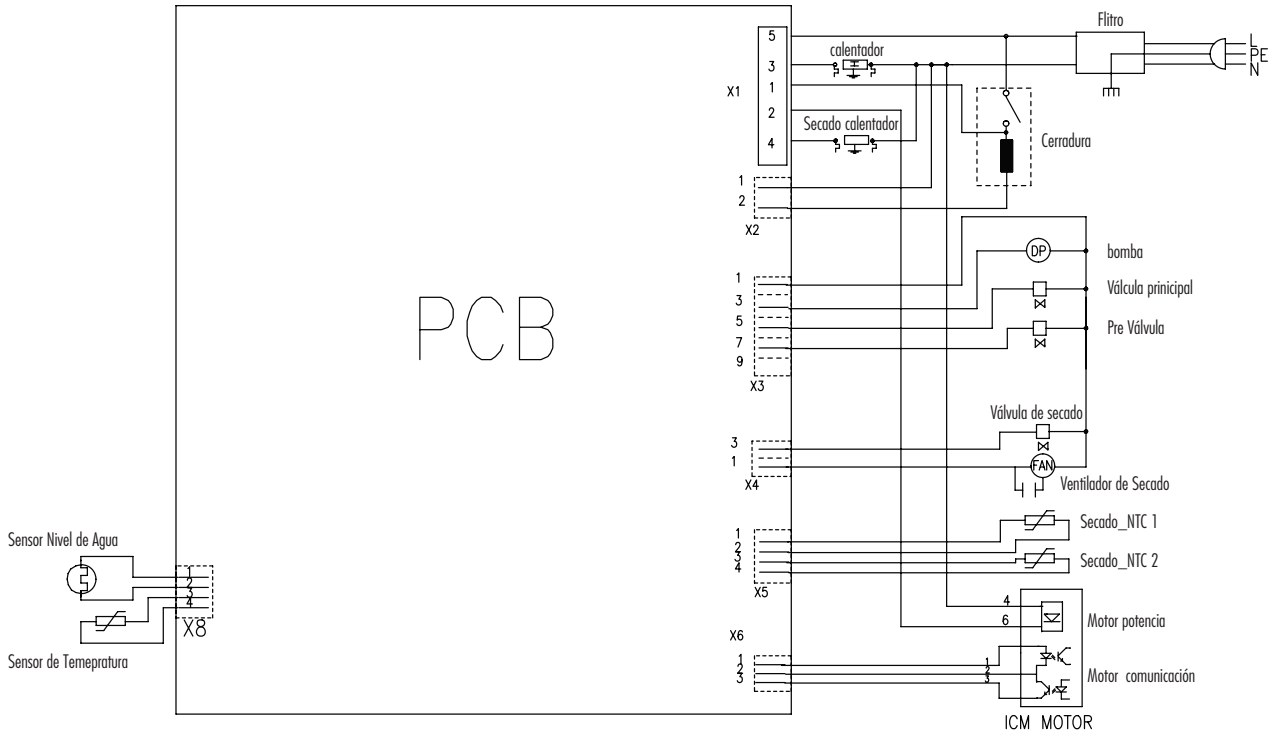 Flitro
L
PE
N
5
calentador
3
1
X1
2
Secado calentador
4
Cerradura
1
2
X2
PCB
DP
bomba
1
Válcula prinicipal
3
5
Pre Válvula
7
9
X3
Válvula de secado
3
1
FAN
X4
Ventilador de Secado
Secado_NTC 1
1
2
3
4
Secado_NTC 2
X5
Sensor Nivel de Agua
1
2
3
4
X8
Sensor de Temepratura
4
6
Motor potencia
X6
1
2
3
1
2
3
Motor comunicación
ICM MOTOR